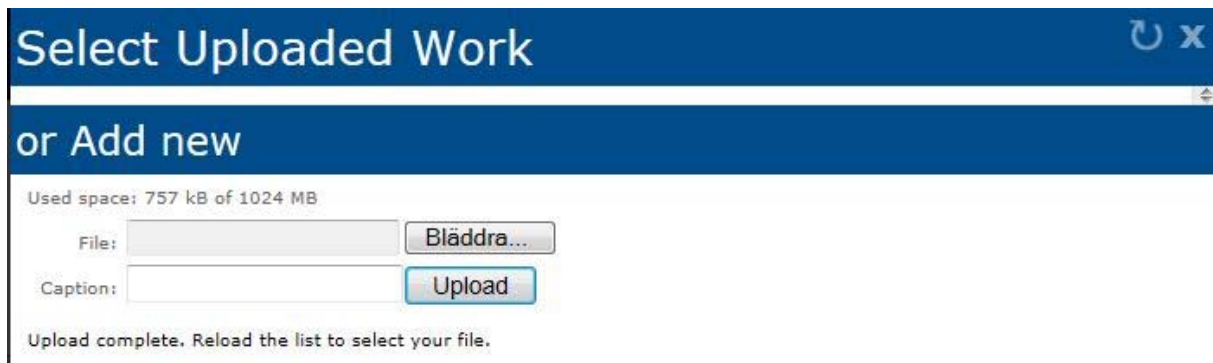 Select Uploaded Work
x
or Add new
Used space: 757 kB of 1024 MB
File: Bläddra...
Caption: Upload
Upload complete. Reload the list to select your file.